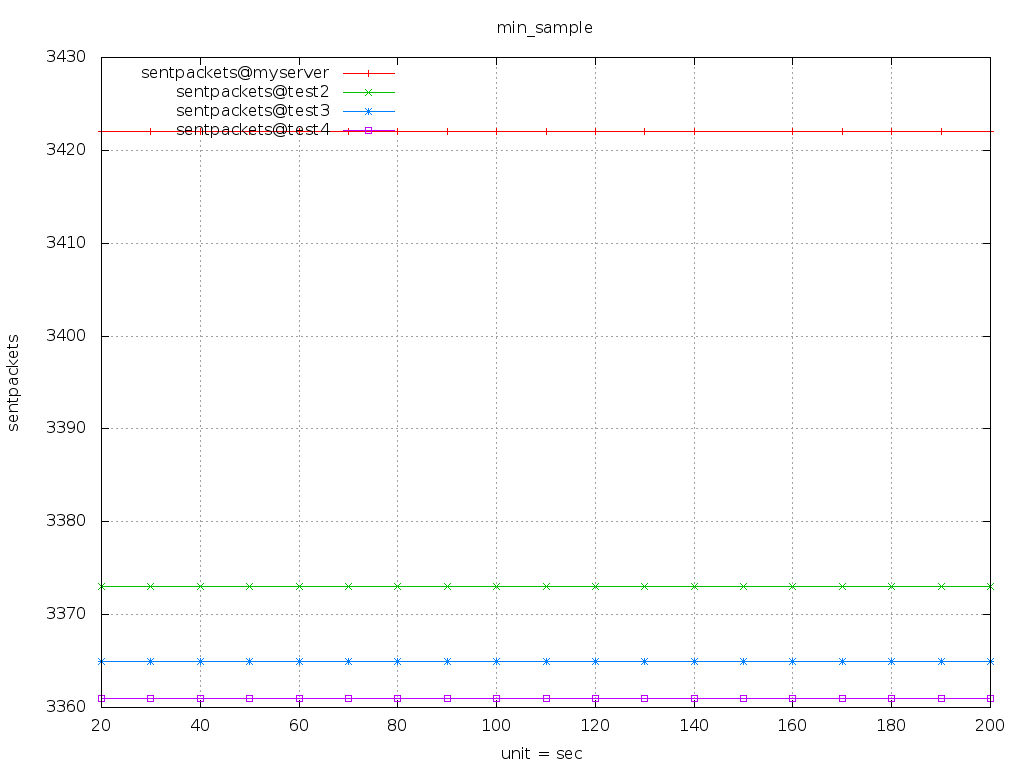 min_sample
3430
sentpackets@myserver
sentpackets@test2
sentpackets@test3
sentpackets@test4
3420
3410
3400
3390
3380
3370
3360
sentpackets
20 40 60 80 100 120 140 160 180 200
unit = sec